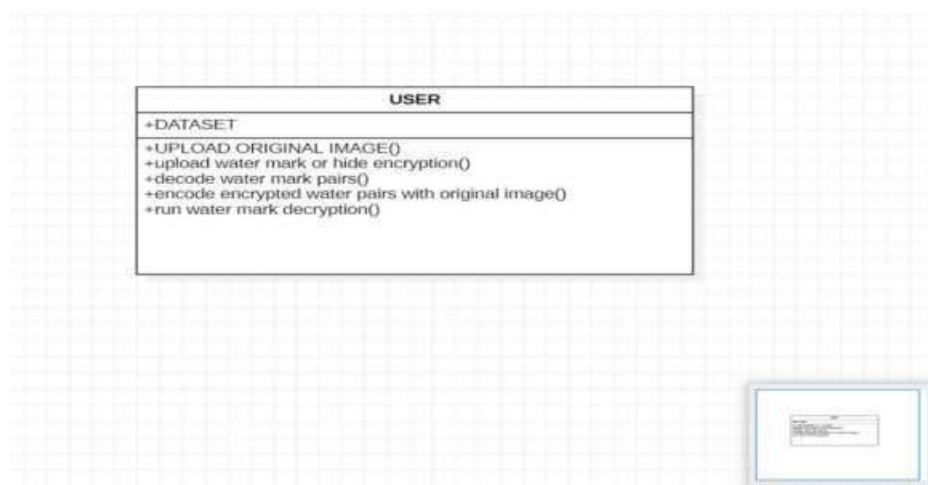 USER
+DATASET
+UPLOAD ORIGINAL IMAGE()
+upload water mark or hide encryption()
+decode water mark pairs()
+encode encrypted water pairs with original image()
+run water mark decryption()